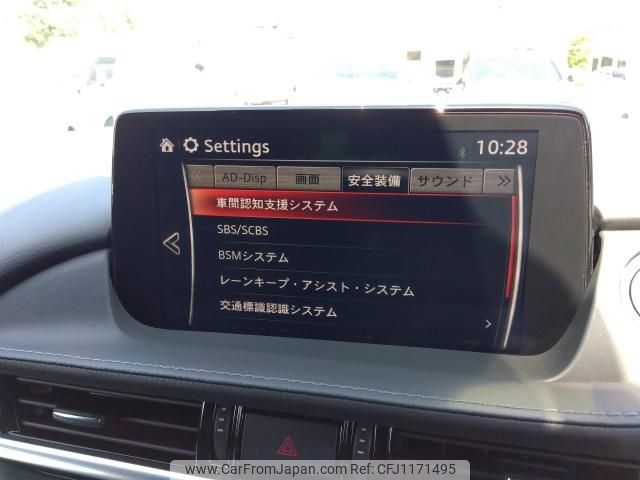 Settings
10:28
AD-Disp 画面 安全装備 サウンド
車間認知支援システム
SBS/SCBS
BSMシステム
レーンキープ・アシスト・システム
交通標識認識システム
www.CarFromJapan.com - Stock ID: CFJ1171495